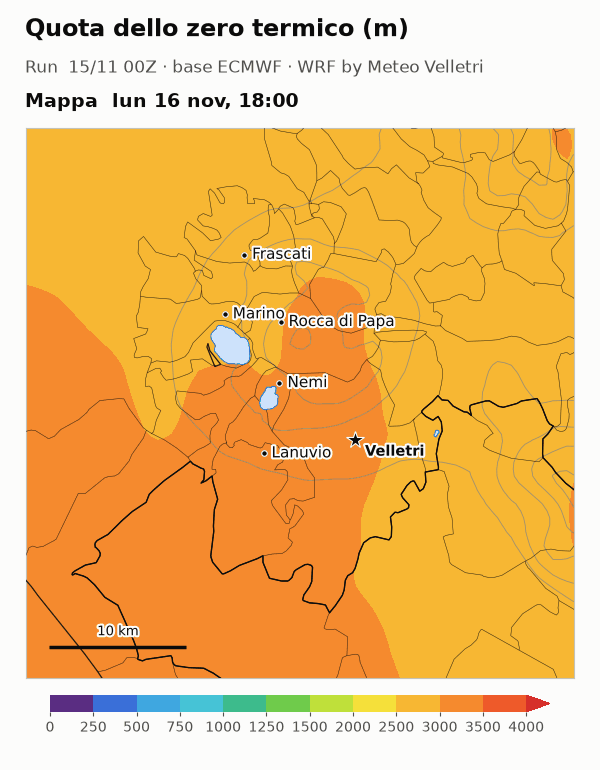 Quota dello zero termico (m)
Run  15/11 00Z · base ECMWF · WRF by Meteo Velletri
Mappa  lun 16 nov, 18:00
Frascati
Marino
Rocca di Papa
Nemi
Velletri
Lanuvio
10 km
0 250 500 750 1000 1250 1500 2000 2500 3000 3500 4000